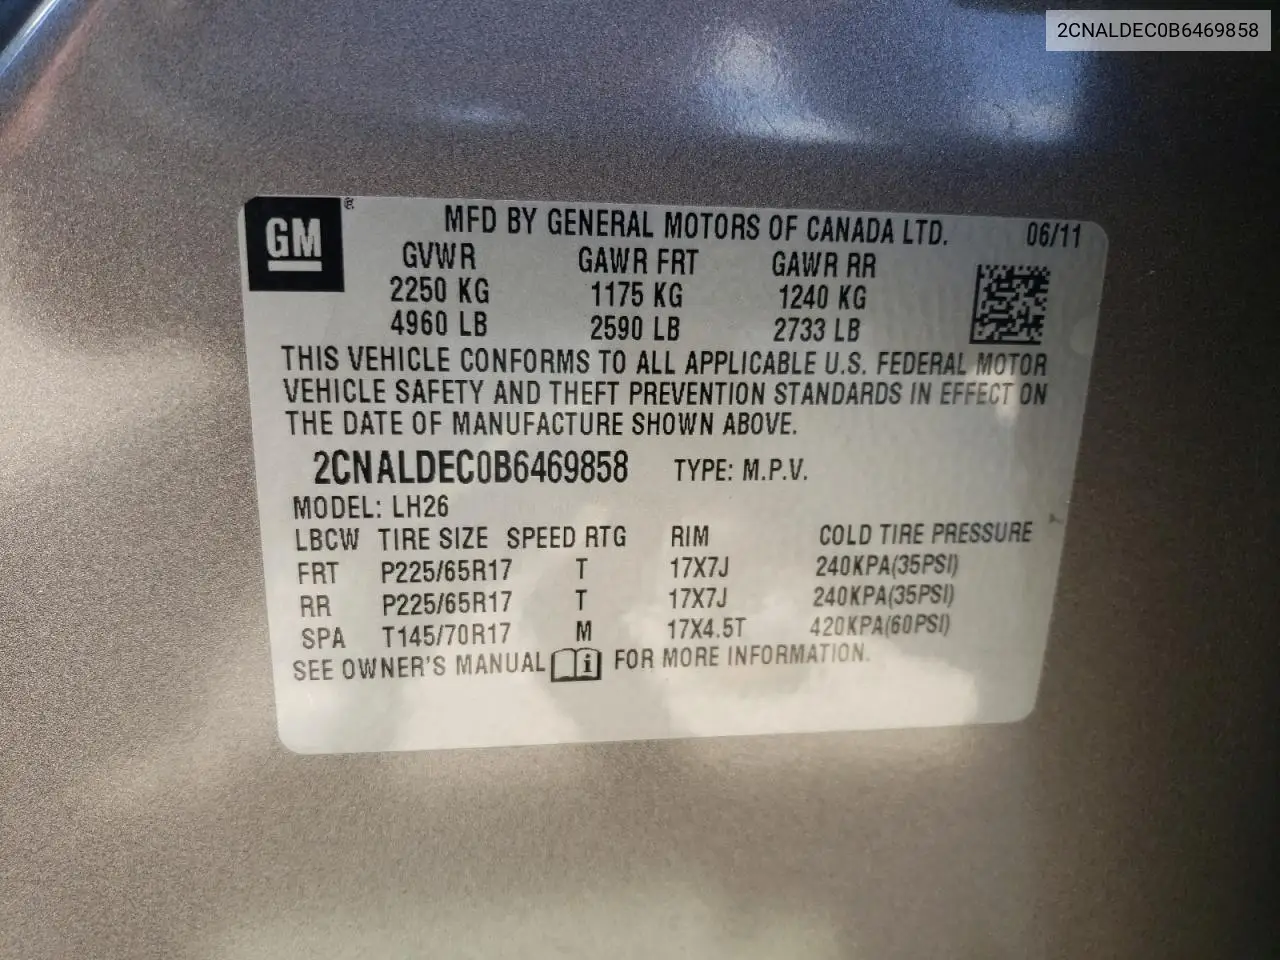 2CNALDEC0B6469858
GM®
MFD BY GENERAL MOTORS OF CANADA LTD. 06/11
GVWR GAWR FRT GAWR RR
2250 KG 1175 KG 1240 KG
4960 LB 2590 LB 2733 LB
THIS VEHICLE CONFORMS TO ALL APPLICABLE U.S. FEDERAL MOTOR
VEHICLE SAFETY AND THEFT PREVENTION STANDARDS IN EFFECT ON
THE DATE OF MANUFACTURE SHOWN ABOVE.
2CNALDEC0B6469858 TYPE: M.P.V.
MODEL: LH26
LBCW TIRE SIZE SPEED RTG RIM COLD TIRE PRESSURE
FRT P225/65R17 T 17X7J 240KPA(35PSI)
RR P225/65R17 T 17X7J 240KPA(35PSI)
SPA T145/70R17 M 17X4.5T 420KPA(60PSI)
SEE OWNER'S MANUAL i FOR MORE INFORMATION.